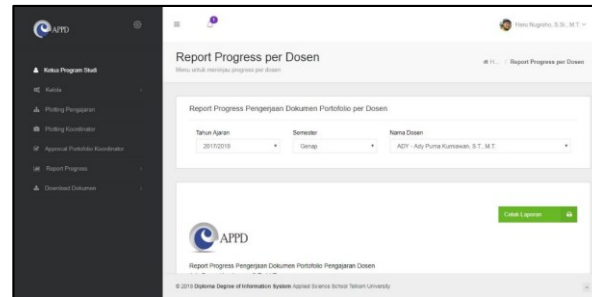 APPD
Ketua Program Studi
Kelola
Plotting Pengajaran
Plotting Koordinator
Approval Portofolio Koordinator
Report Progress
Download Dokumen
Heru Nugroho, S.Si., M.T.
Report Progress per Dosen
Menu untuk meninjau progress per dosen
H... / Report Progress per Dosen
Report Progress Pengerjaan Dokumen Portofolio per Dosen
Tahun Ajaran Semester Nama Dosen
2017/2018 Genap ADY - Ady Purna Kurniawan, S.T., M.T.
Cetak Laporan
APPD
Report Progress Pengerjaan Dokumen Portofolio Pengajaran Dosen
© 2018 Diploma Degree of Information System Applied Science School Telkom University